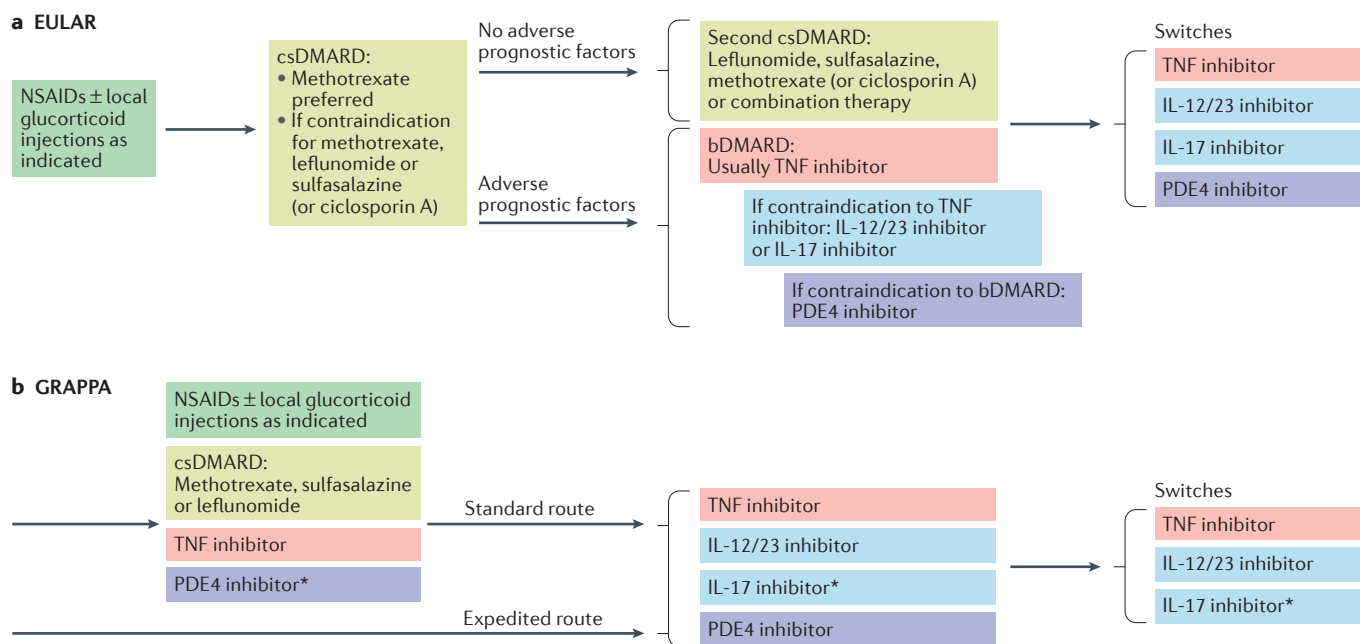 a EULAR
NSAIDs ± local
glucorticoid
injections as
indicated
csDMARD:
• Methotrexate
preferred
• If contraindication
for methotrexate,
leflunomide or
sulfasalazine
(or ciclosporin A)
No adverse
prognostic factors
Adverse
prognostic factors
Second csDMARD:
Leflunomide, sulfasalazine,
methotrexate (or ciclosporin A)
or combination therapy
bDMARD:
Usually TNF inhibitor
If contraindication to TNF
inhibitor: IL-12/23 inhibitor
or IL-17 inhibitor
If contraindication to bDMARD:
PDE4 inhibitor
Switches
TNF inhibitor
IL-12/23 inhibitor
IL-17 inhibitor
PDE4 inhibitor
b GRAPPA
NSAIDs ± local glucorticoid
injections as indicated
csDMARD:
Methotrexate, sulfasalazine
or leflunomide
TNF inhibitor
PDE4 inhibitor*
Standard route
Expedited route
TNF inhibitor
IL-12/23 inhibitor
IL-17 inhibitor*
PDE4 inhibitor
Switches
TNF inhibitor
IL-12/23 inhibitor
IL-17 inhibitor*